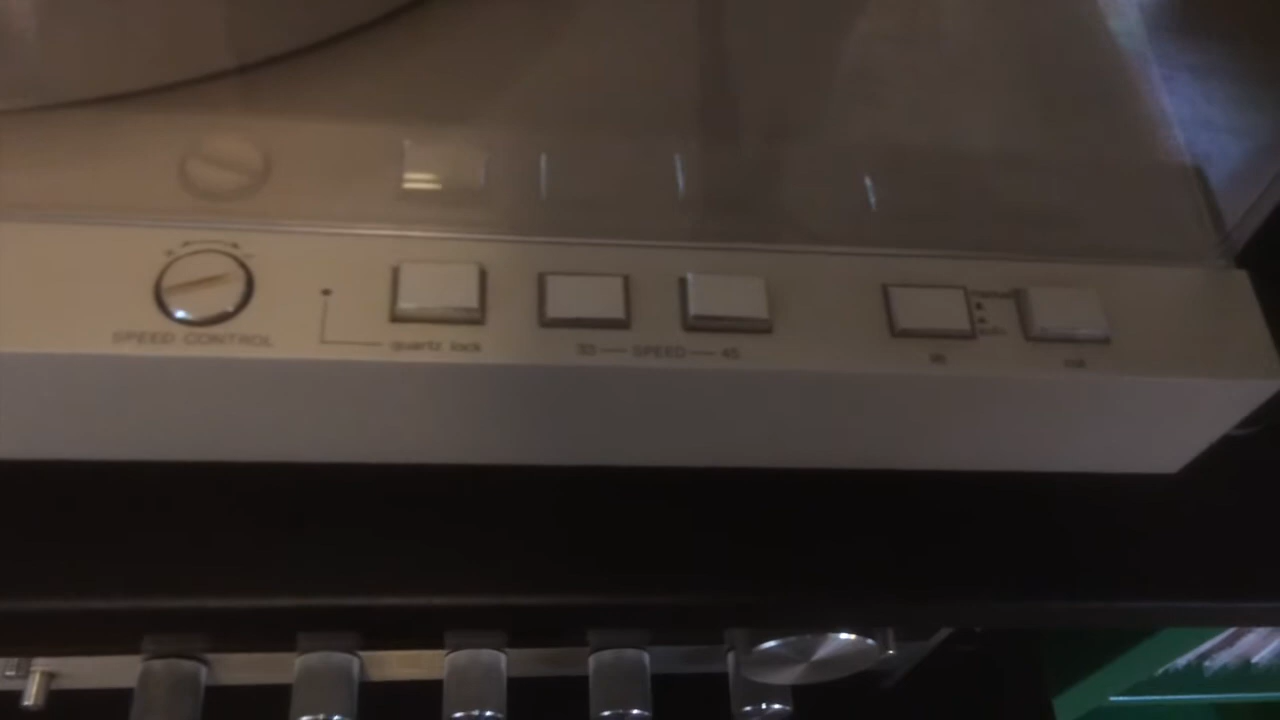 SPEED CONTROL
quartz lock
33 — SPEED — 45